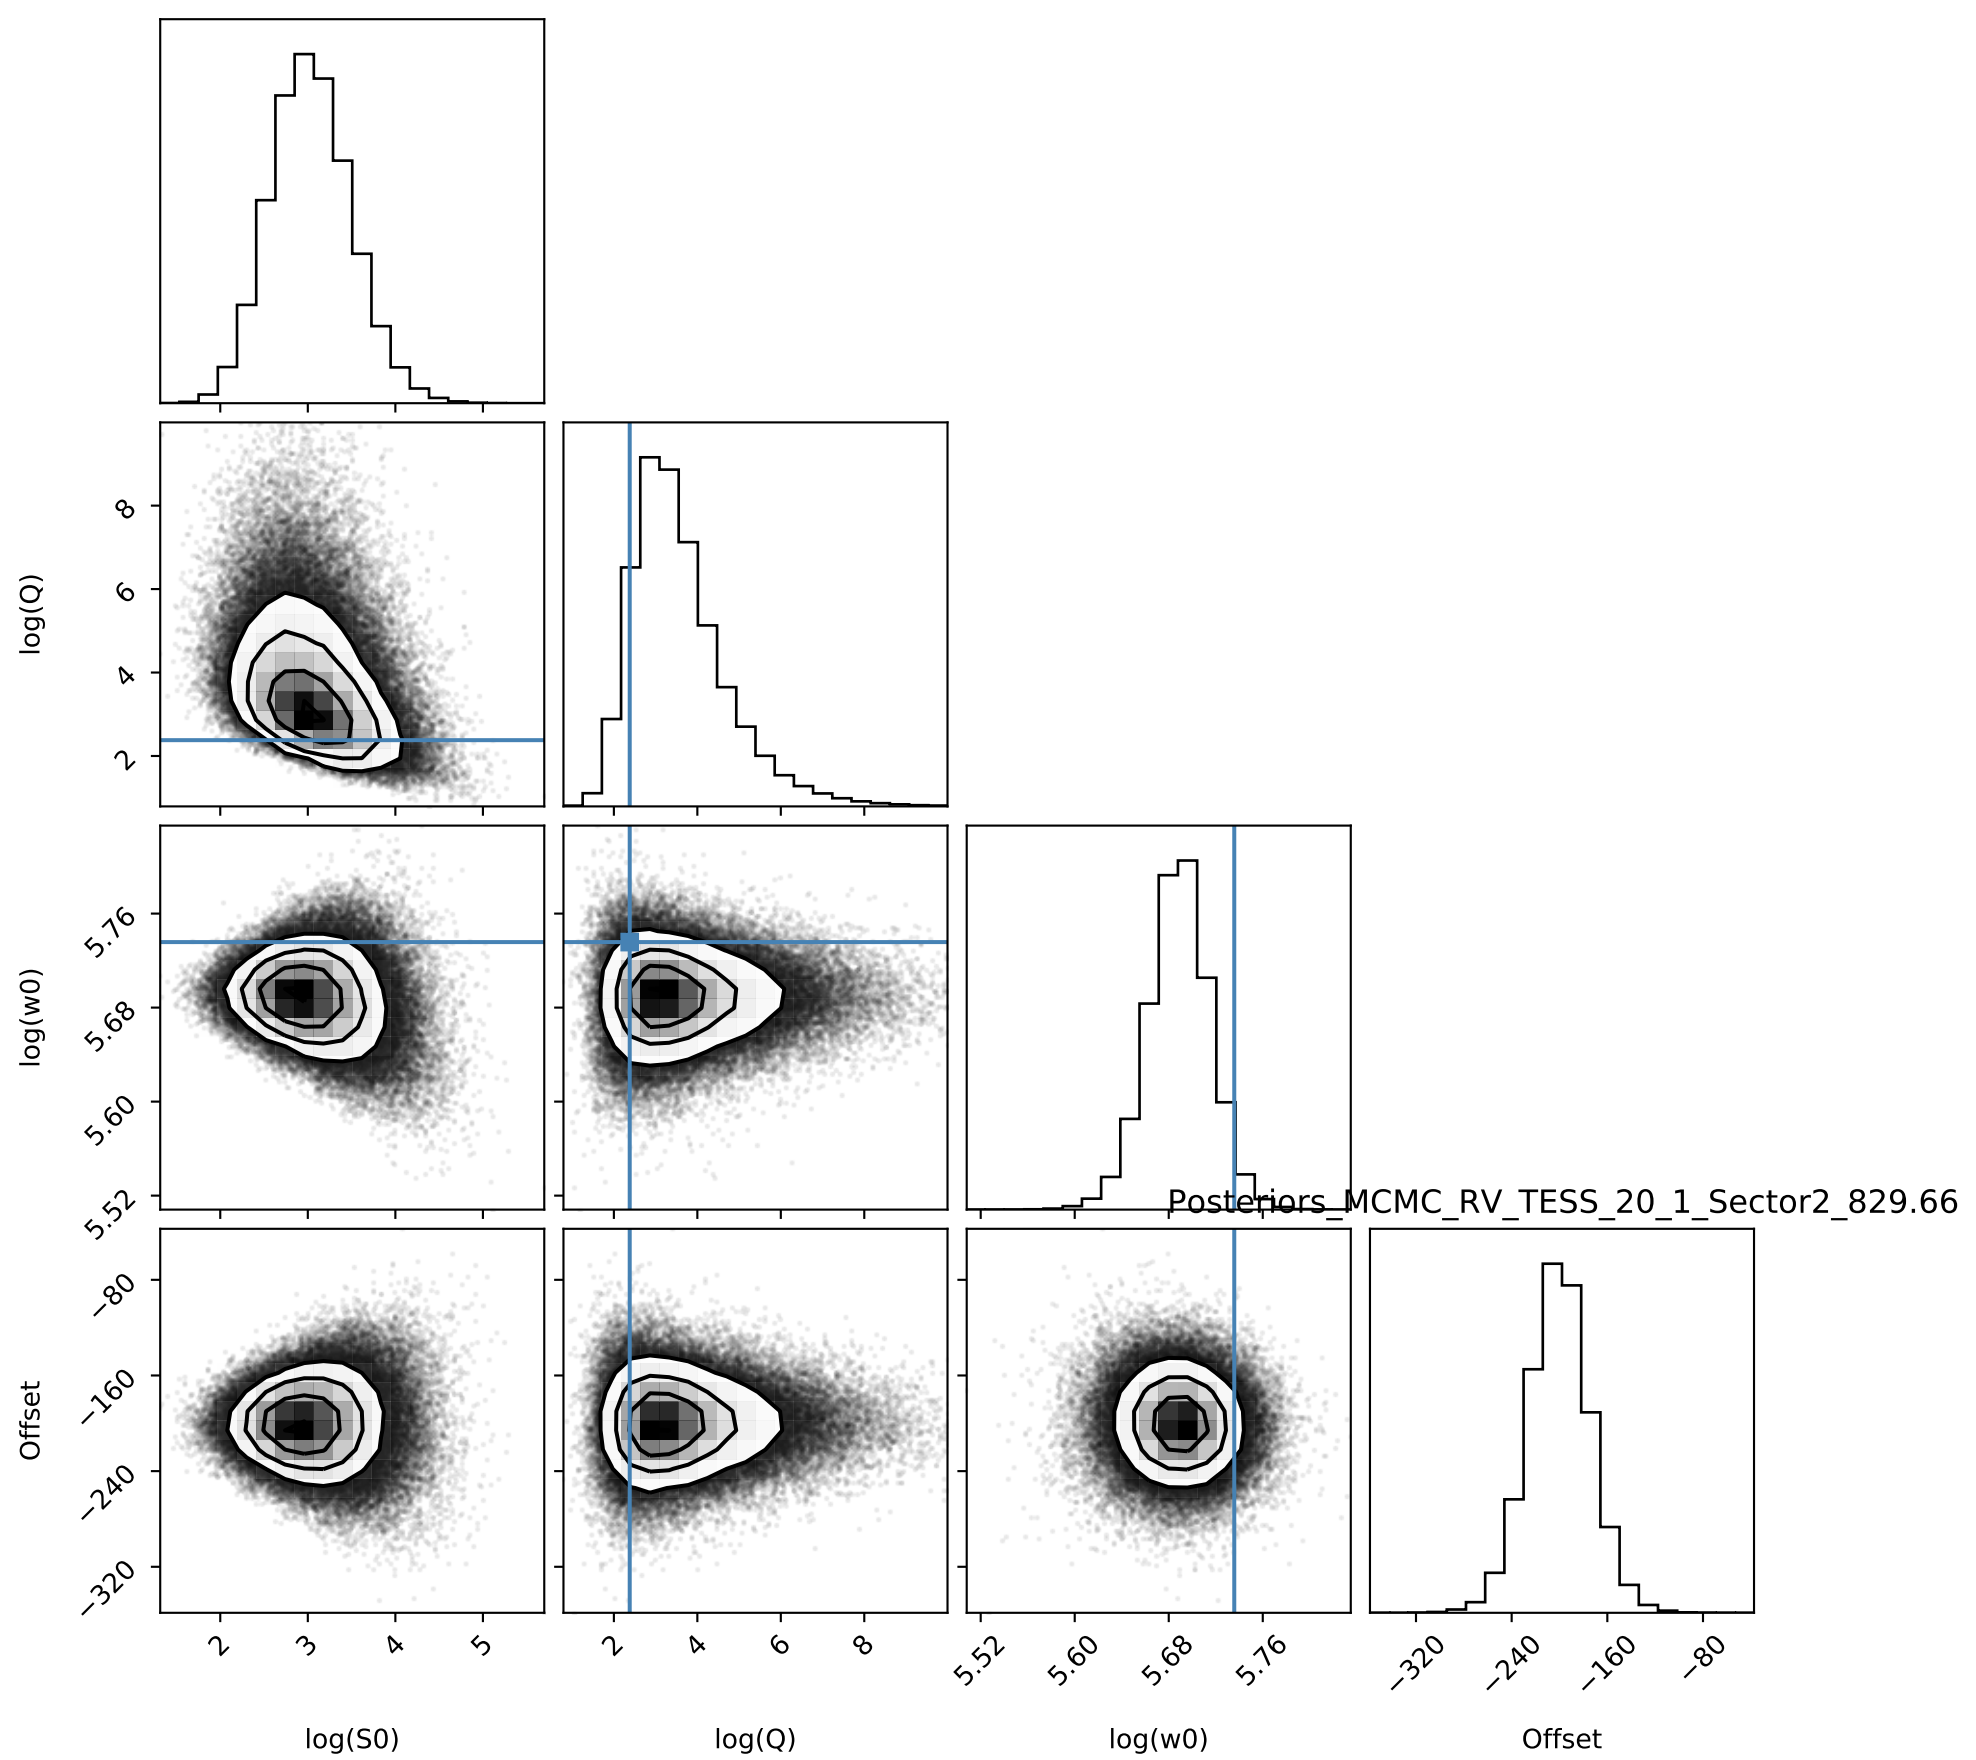 log(Q)
8
6
4
2
log(w0)
5.76
5.68
5.60
5.52
Posteriors_MCMC_RV_TESS_20_1_Sector2_829.66
Offset
−80
−160
−240
−320
2 3 4 5
2 4 6 8
5.52 5.60 5.68 5.76
−320 −240 −160 −80
log(S0)
log(Q)
log(w0)
Offset